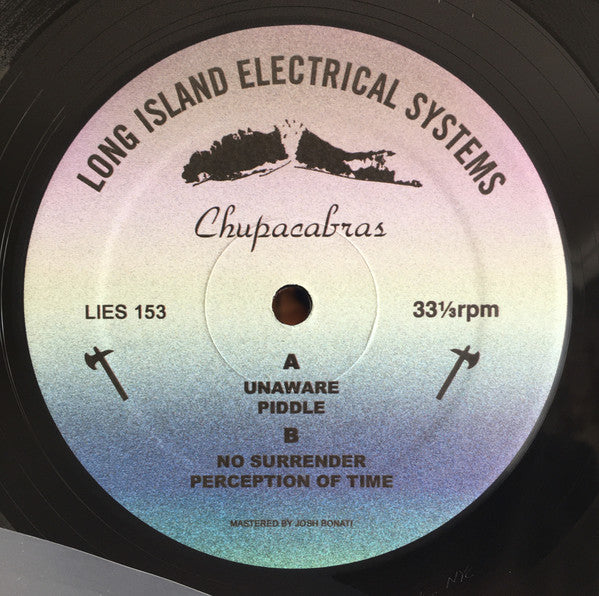 LONG ISLAND ELECTRICAL SYSTEMS
Chupacabras
LIES 153
33⅓rpm
A
UNAWARE
PIDDLE
B
NO SURRENDER
PERCEPTION OF TIME
MASTERED BY JOSH BONATI